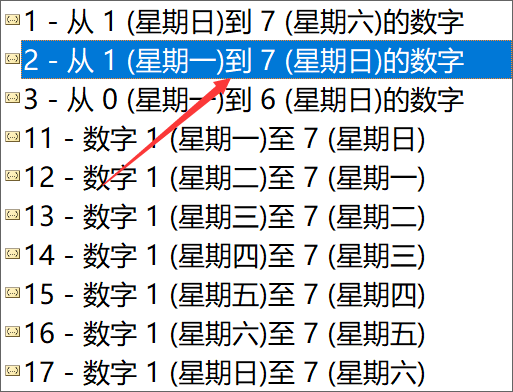 1 - 从 1 (星期日)到 7 (星期六)的数字
2 - 从 1 (星期一)到 7 (星期日)的数字
3 - 从 0 (星期一)到 6 (星期日)的数字
11 - 数字 1 (星期一)至 7 (星期日)
12 - 数字 1 (星期二)至 7 (星期一)
13 - 数字 1 (星期三)至 7 (星期二)
14 - 数字 1 (星期四)至 7 (星期三)
15 - 数字 1 (星期五)至 7 (星期四)
16 - 数字 1 (星期六)至 7 (星期五)
17 - 数字 1 (星期日)至 7 (星期六)